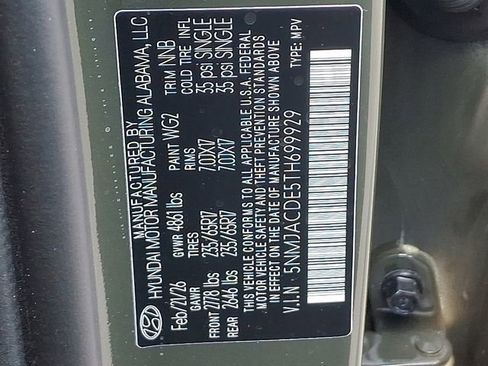 HYUNDAI MOTOR MANUFACTURING ALABAMA, LLC
Feb/21/26 GVWR 4861 lbs PAINT WG2 TRIM NNB
GAWR TIRES RIMS COLD TIRE INFL
FRONT 2778 lbs 235/65R17 7.0JX17 35 psi SINGLE
REAR 2646 lbs 235/65R17 7.0JX17 35 psi SINGLE
THIS VEHICLE CONFORMS TO ALL APPLICABLE U.S.A. FEDERAL
MOTOR VEHICLE SAFETY AND THEFT PREVENTION STANDARDS
IN EFFECT ON THE DATE OF MANUFACTURE SHOWN ABOVE.
V.I.N 5NMJACDE5TH699929 TYPE: MPV